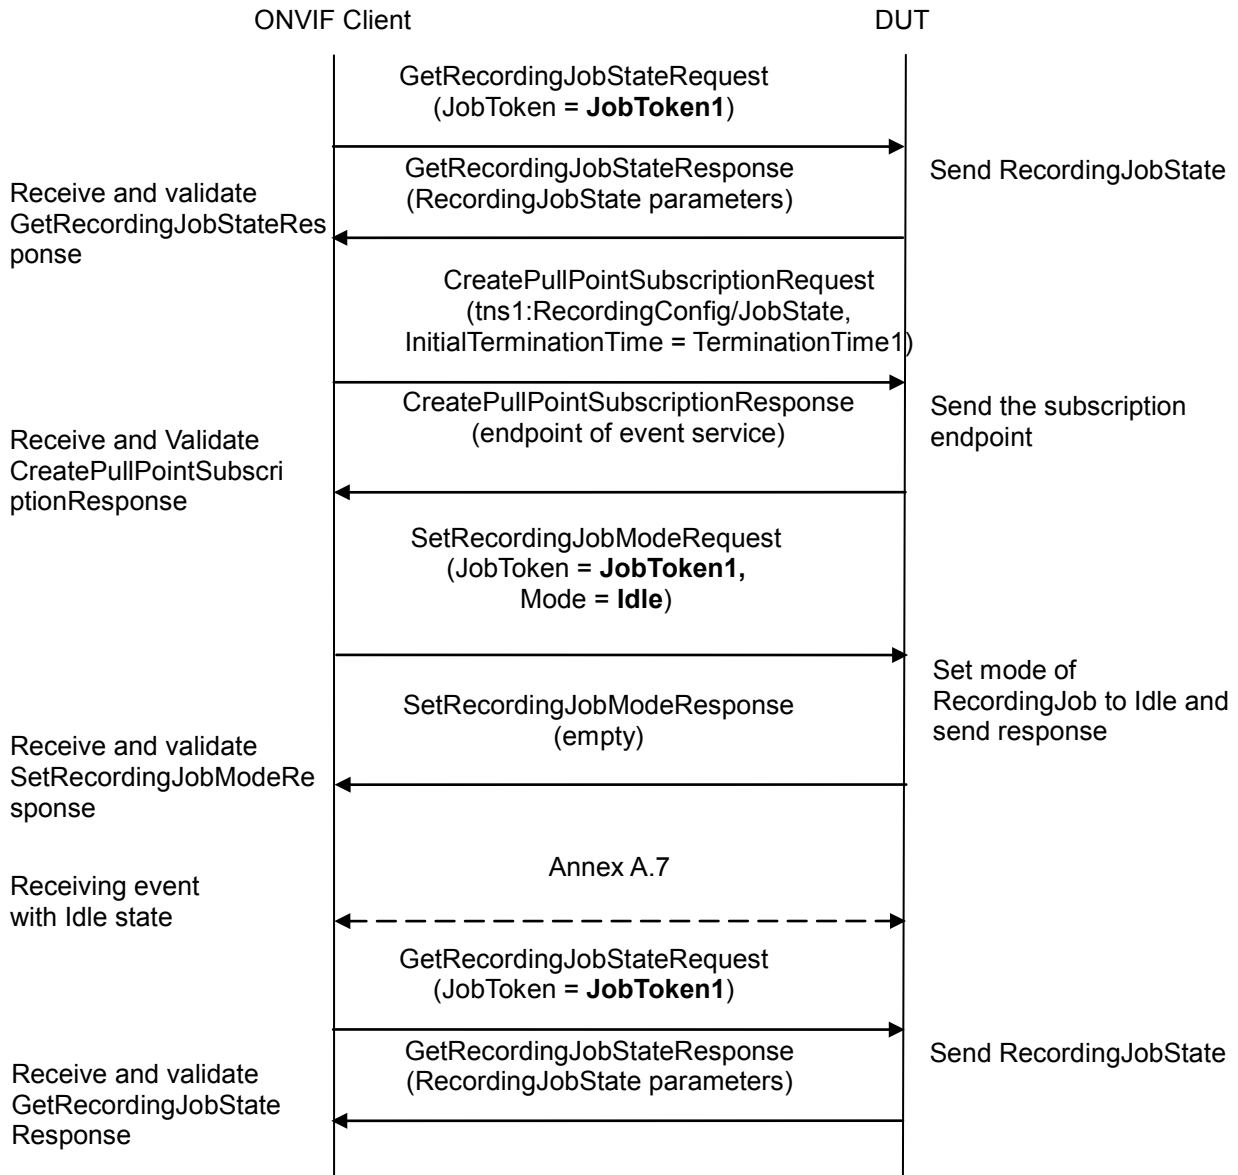 ONVIF Client
DUT
GetRecordingJobStateRequest
(JobToken = JobToken1)
GetRecordingJobStateResponse
(RecordingJobState parameters)
Send RecordingJobState
Receive and validate
GetRecordingJobStateRes
ponse
CreatePullPointSubscriptionRequest
(tns1:RecordingConfig/JobState,
InitialTerminationTime = TerminationTime1)
CreatePullPointSubscriptionResponse
(endpoint of event service)
Send the subscription
endpoint
Receive and Validate
CreatePullPointSubscri
ptionResponse
SetRecordingJobModeRequest
(JobToken = JobToken1,
Mode = Idle)
Set mode of
RecordingJob to Idle and
send response
SetRecordingJobModeResponse
(empty)
Receive and validate
SetRecordingJobModeRe
sponse
Annex A.7
Receiving event
with Idle state
GetRecordingJobStateRequest
(JobToken = JobToken1)
GetRecordingJobStateResponse
(RecordingJobState parameters)
Send RecordingJobState
Receive and validate
GetRecordingJobState
Response